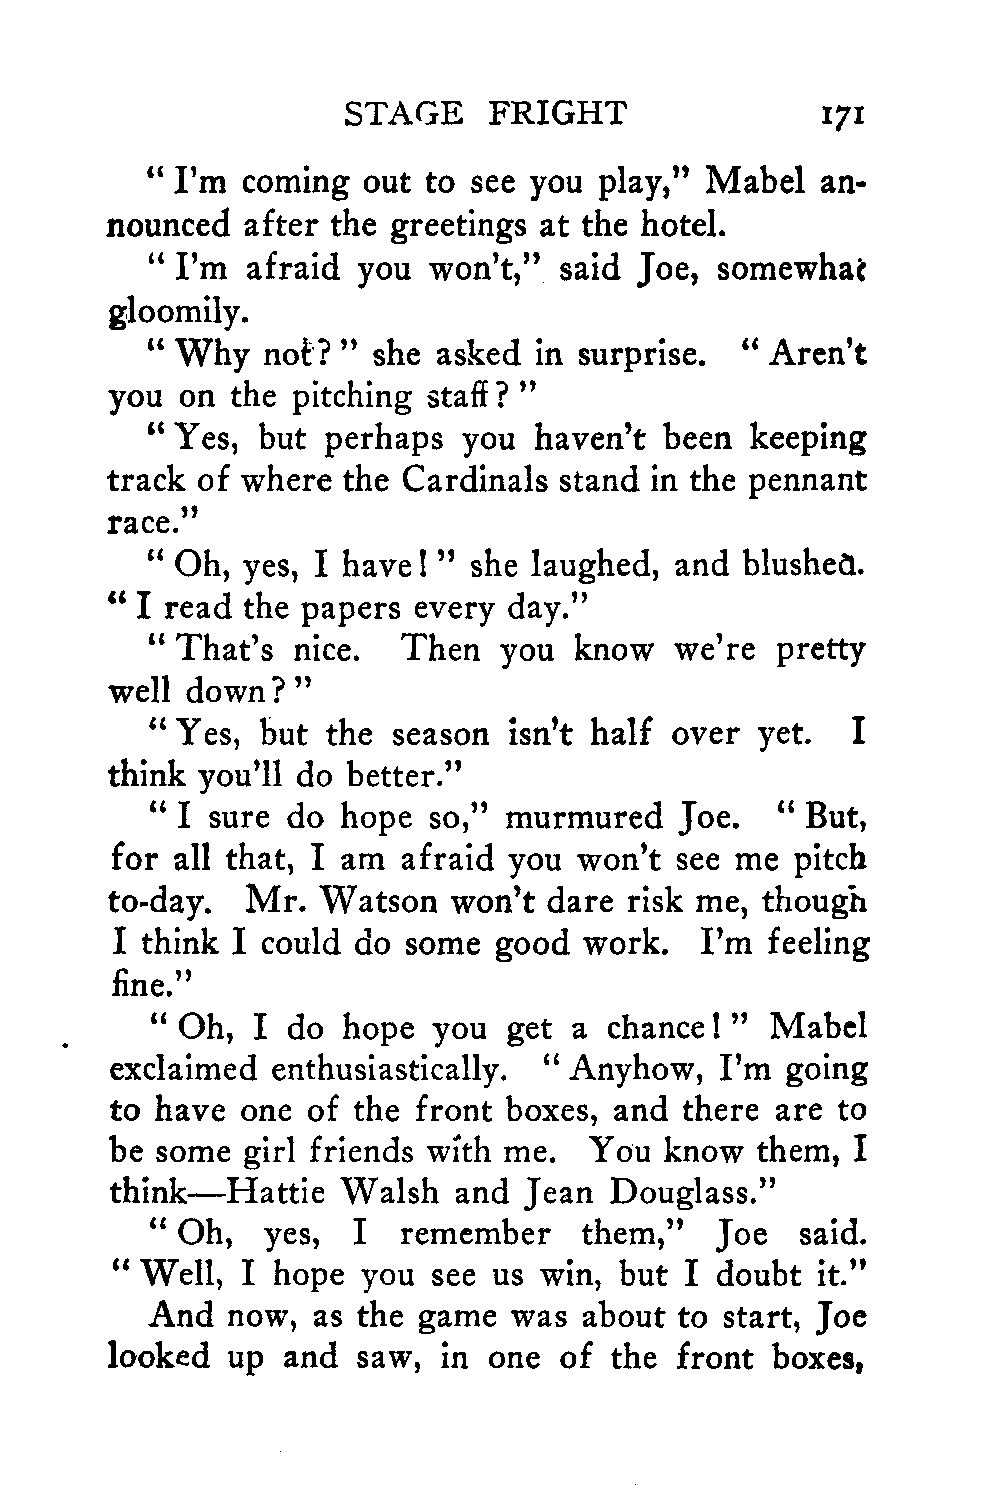 STAGE FRIGHT 171
" I'm coming out to see you play," Mabel an-
nounced after the greetings at the hotel.
" I'm afraid you won't," said Joe, somewhat
gloomily.
" Why not? " she asked in surprise. " Aren't
you on the pitching staff? "
" Yes, but perhaps you haven't been keeping
track of where the Cardinals stand in the pennant
race."
" Oh, yes, I have! " she laughed, and blushed.
" I read the papers every day."
" That's nice. Then you know we're pretty
well down? "
" Yes, but the season isn't half over yet. I
think you'll do better."
" I sure do hope so," murmured Joe. " But,
for all that, I am afraid you won't see me pitch
to-day. Mr. Watson won't dare risk me, though
I think I could do some good work. I'm feeling
fine."
" Oh, I do hope you get a chance! " Mabel
exclaimed enthusiastically. " Anyhow, I'm going
to have one of the front boxes, and there are to
be some girl friends with me. You know them, I
think—Hattie Walsh and Jean Douglass."
" Oh, yes, I remember them," Joe said.
" Well, I hope you see us win, but I doubt it."
And now, as the game was about to start, Joe
looked up and saw, in one of the front boxes,